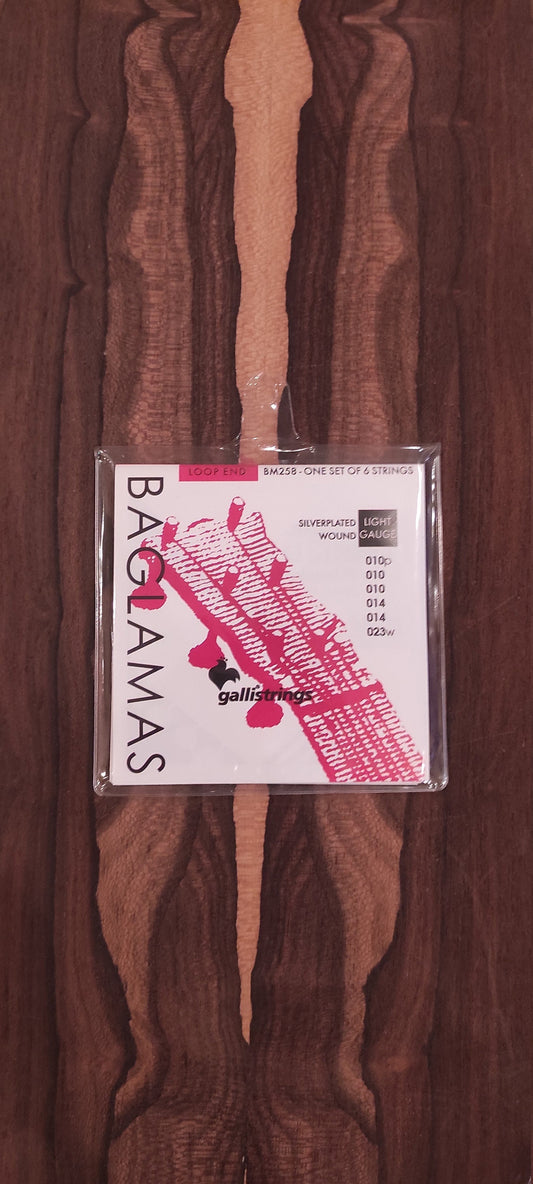 LOOP END
BM258 - ONE SET OF 6 STRINGS
BAGLAMAS
SILVERPLATED
WOUND
LIGHT
GAUGE
010p
010
010
014
014
023w
gallistrings